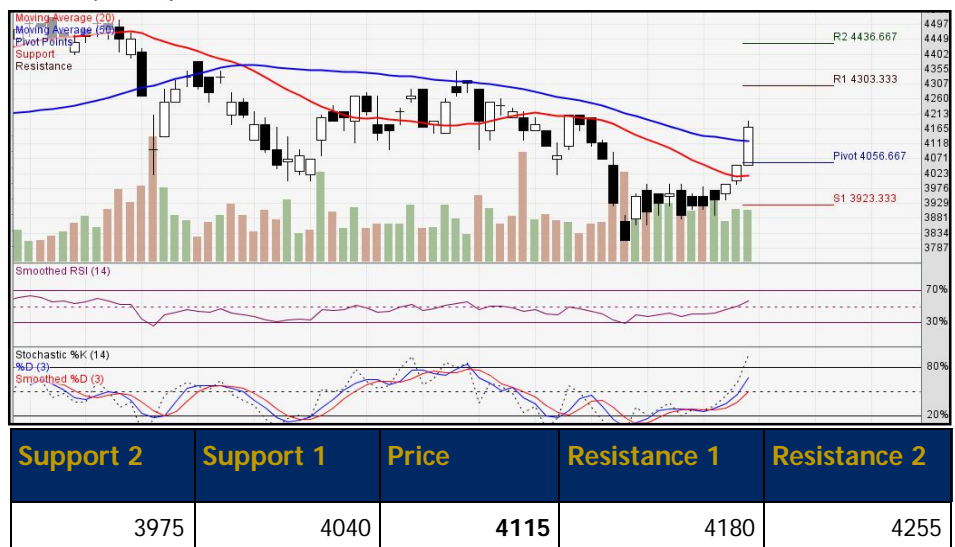 Moving Average (20)
Moving Average (50)
Pivot Points
Support
Resistance
4497
4449
4402
4355
4307
4260
4213
4165
4118
4071
4023
3976
3929
3881
3834
3787
R2 4436.667
R1 4303.333
Pivot 4056.667
S1 3923.333
Smoothed RSI (14)
70%
30%
Stochastic %K (14)
%D (3)
Smoothed %D (3)
80%
20%
Support 2 Support 1 Price Resistance 1 Resistance 2
3975 4040 4115 4180 4255